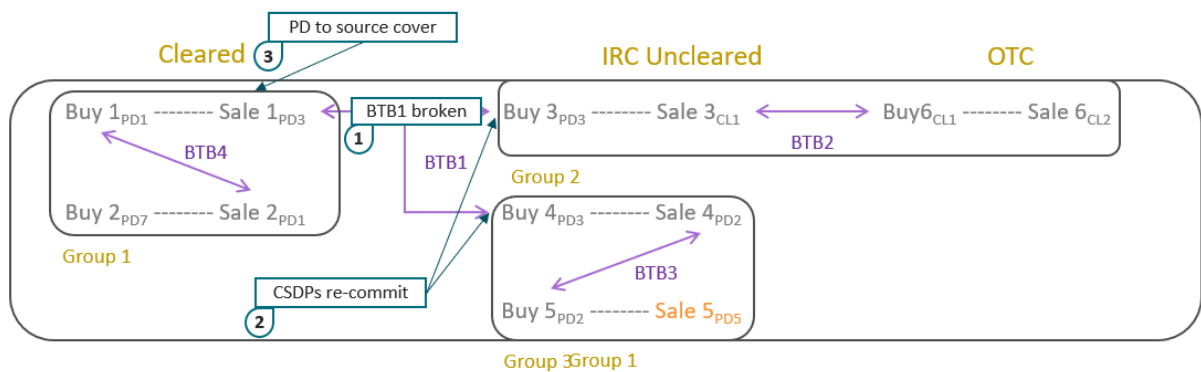 PD to source cover
Cleared 3 IRC Uncleared OTC
Buy 1PD1 -------- Sale 1PD3 BTB1 broken Buy 3PD3 -------- Sale 3CL1 Buy6CL1 -------- Sale 6CL2
1
BTB4 BTB1 BTB2
Group 2
Buy 2PD7 -------- Sale 2PD1 Buy 4PD3 -------- Sale 4PD2
Group 1
BTB3
CSDPs re-commit
2
Buy 5PD2 -------- Sale 5PD5
Group 3Group 1